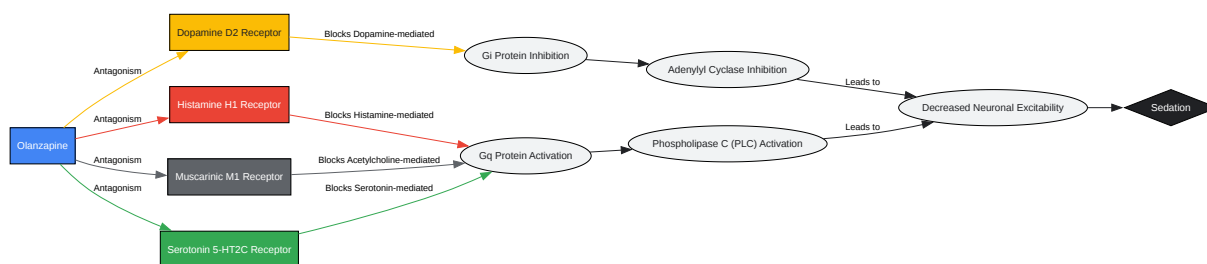 Olanzapine
Antagonism
Antagonism
Antagonism
Antagonism
Dopamine D2 Receptor
Histamine H1 Receptor
Muscarinic M1 Receptor
Serotonin 5-HT2C Receptor
Blocks Dopamine-mediated
Blocks Histamine-mediated
Blocks Acetylcholine-mediated
Blocks Serotonin-mediated
Gi Protein Inhibition
Gq Protein Activation
Adenylyl Cyclase Inhibition
Phospholipase C (PLC) Activation
Leads to
Leads to
Decreased Neuronal Excitability
Sedation